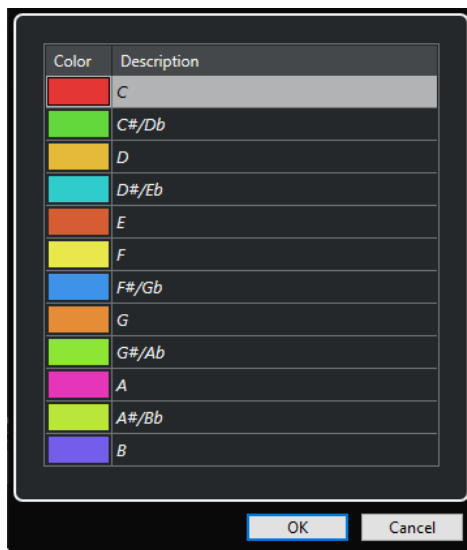 Color Description
C
C#/Db
D
D#/Eb
E
F
F#/Gb
G
G#/Ab
A
A#/Bb
B
OK Cancel